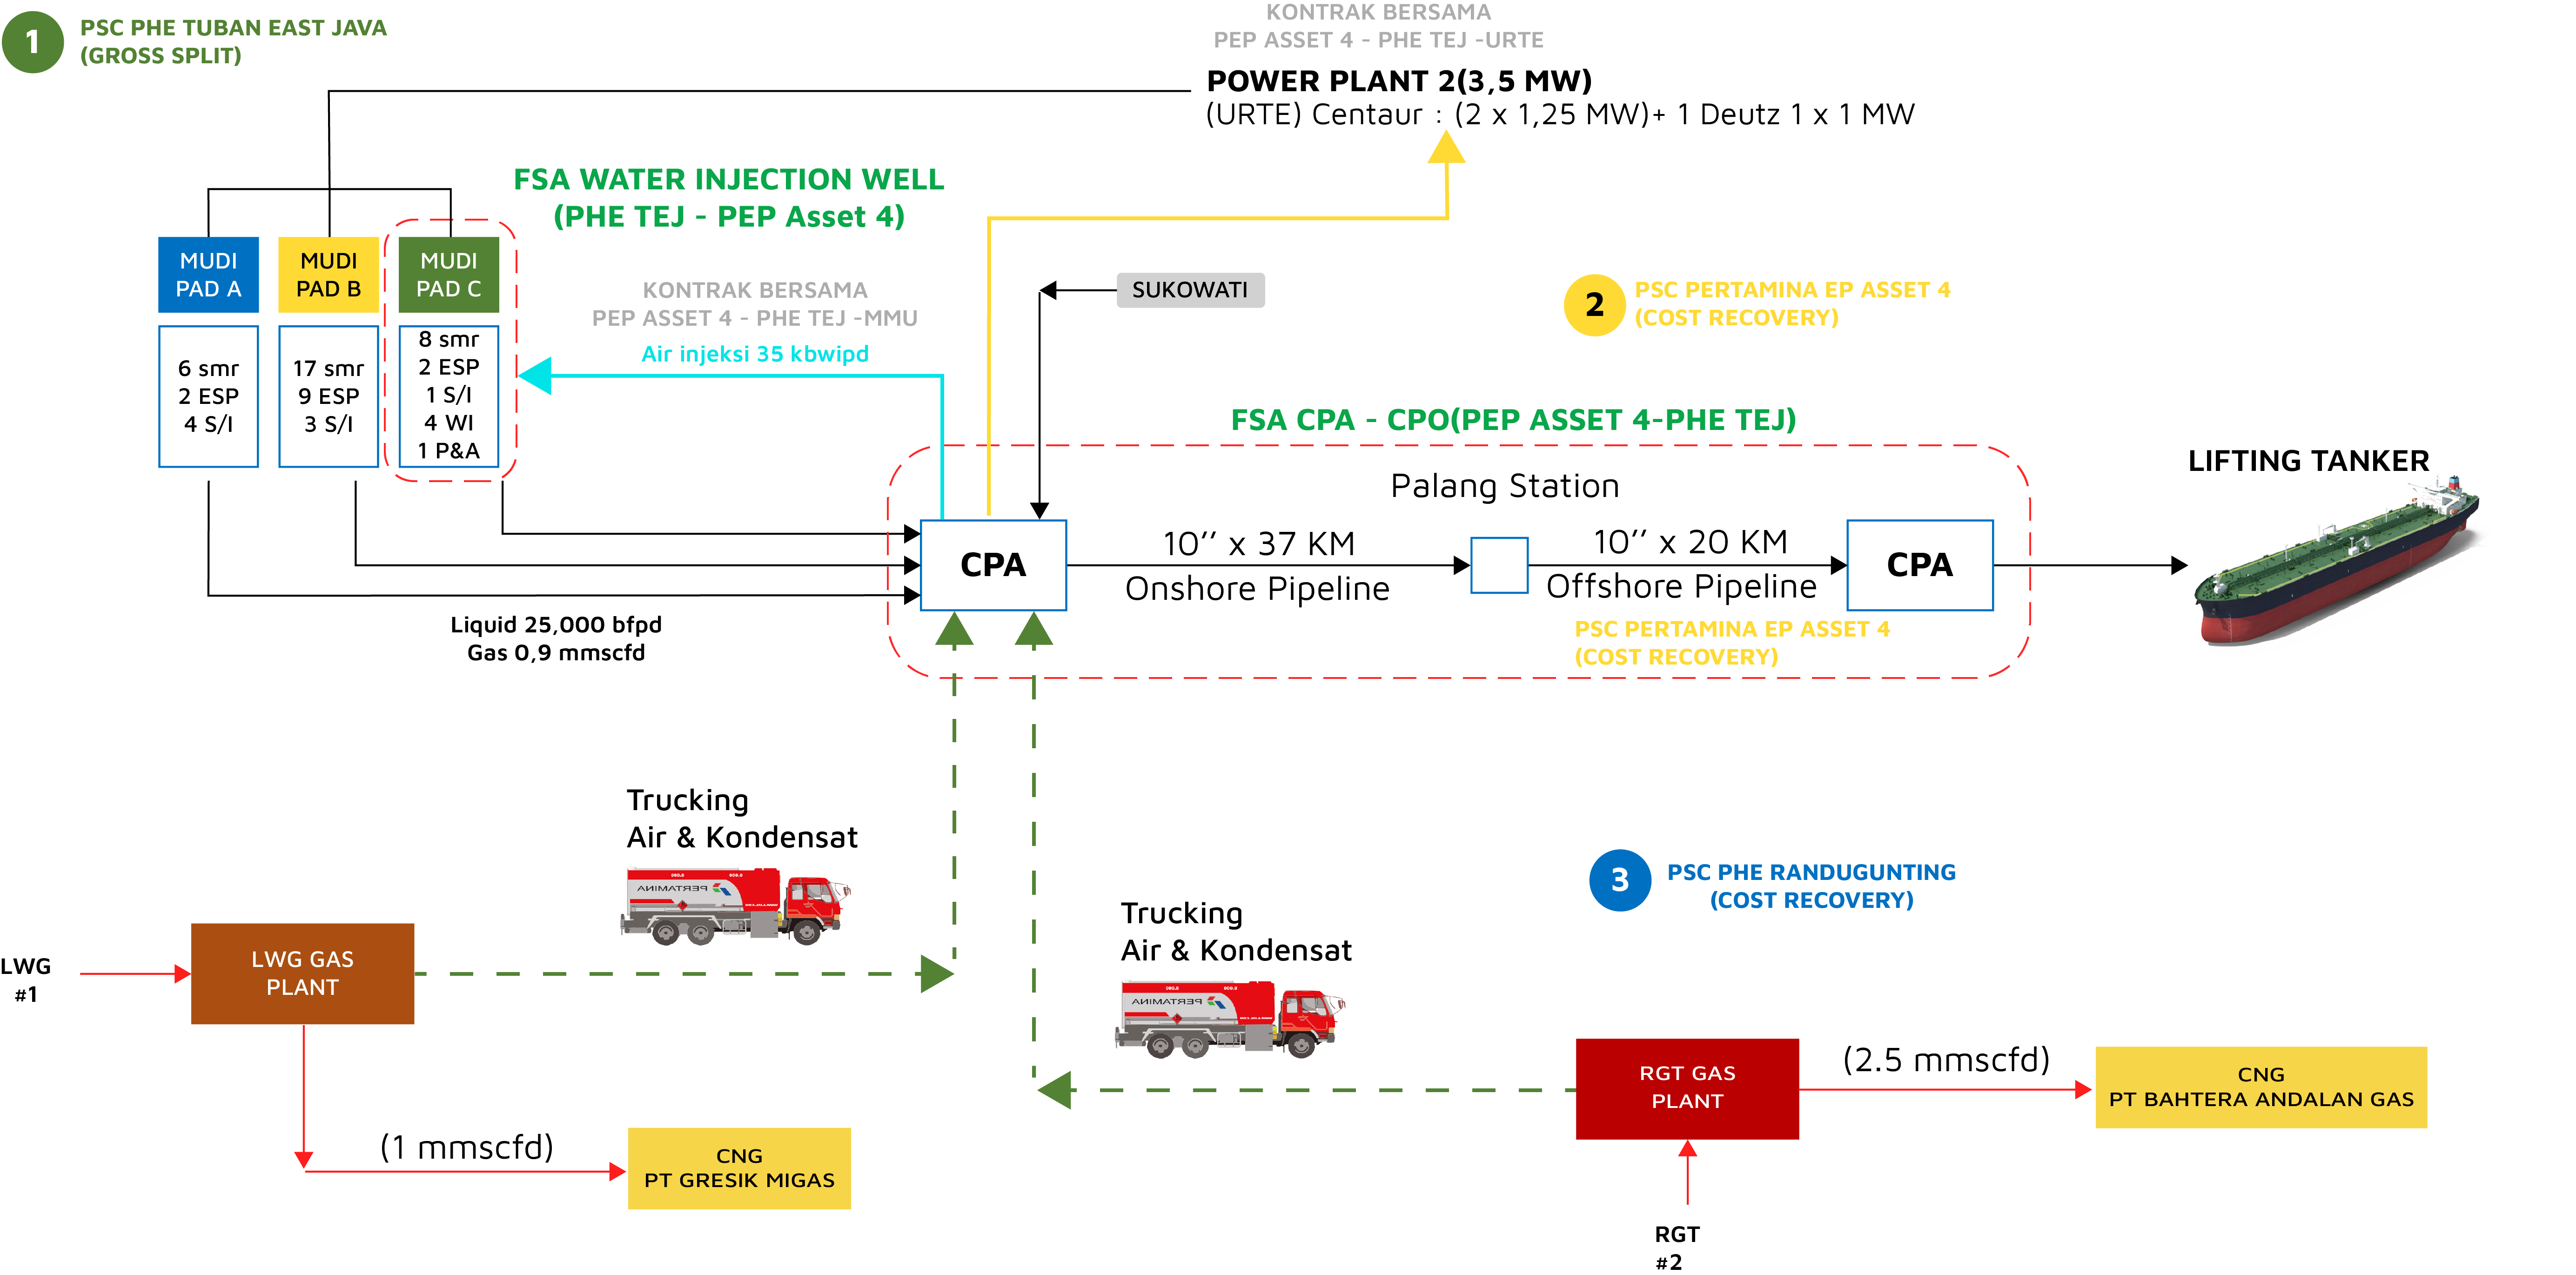 1
PSC PHE TUBAN EAST JAVA
(GROSS SPLIT)
KONTRAK BERSAMA
PEP ASSET 4 - PHE TEJ -URTE
POWER PLANT 2(3,5 MW)
(URTE) Centaur : (2 x 1,25 MW)+ 1 Deutz 1 x 1 MW
FSA WATER INJECTION WELL
(PHE TEJ - PEP Asset 4)
MUDI
PAD A
MUDI
PAD B
MUDI
PAD C
6 smr
2 ESP
4 S/I
17 smr
9 ESP
3 S/I
8 smr
2 ESP
1 S/I
4 WI
1 P&A
KONTRAK BERSAMA
PEP ASSET 4 - PHE TEJ -MMU
Air injeksi 35 kbwipd
SUKOWATI
2
PSC PERTAMINA EP ASSET 4
(COST RECOVERY)
FSA CPA - CPO(PEP ASSET 4-PHE TEJ)
Palang Station
CPA
10’’ x 37 KM
Onshore Pipeline
10’’ x 20 KM
Offshore Pipeline
CPA
PSC PERTAMINA EP ASSET 4
(COST RECOVERY)
LIFTING TANKER
Liquid 25,000 bfpd
Gas 0,9 mmscfd
Trucking
Air & Kondensat
PERTAMINA
Trucking
Air & Kondensat
PERTAMINA
3
PSC PHE RANDUGUNTING
(COST RECOVERY)
LWG
#1
LWG GAS
PLANT
(1 mmscfd)
CNG
PT GRESIK MIGAS
RGT GAS
PLANT
(2.5 mmscfd)
CNG
PT BAHTERA ANDALAN GAS
RGT
#2